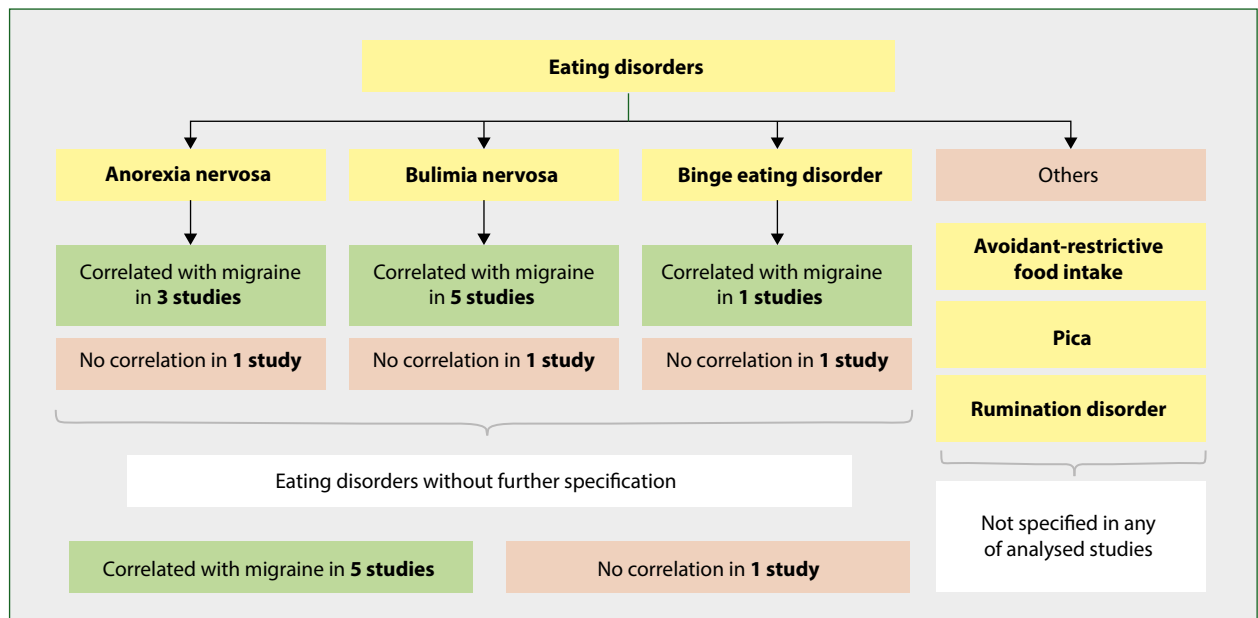 Eating disorders
Anorexia nervosa
Bulimia nervosa
Binge eating disorder
Others
Correlated with migraine
in 3 studies
Correlated with migraine
in 5 studies
Correlated with migraine
in 1 studies
Avoidant-restrictive
food intake
No correlation in 1 study
No correlation in 1 study
No correlation in 1 study
Pica
Rumination disorder
Eating disorders without further specification
Not specified in any
of analysed studies
Correlated with migraine in 5 studies
No correlation in 1 study